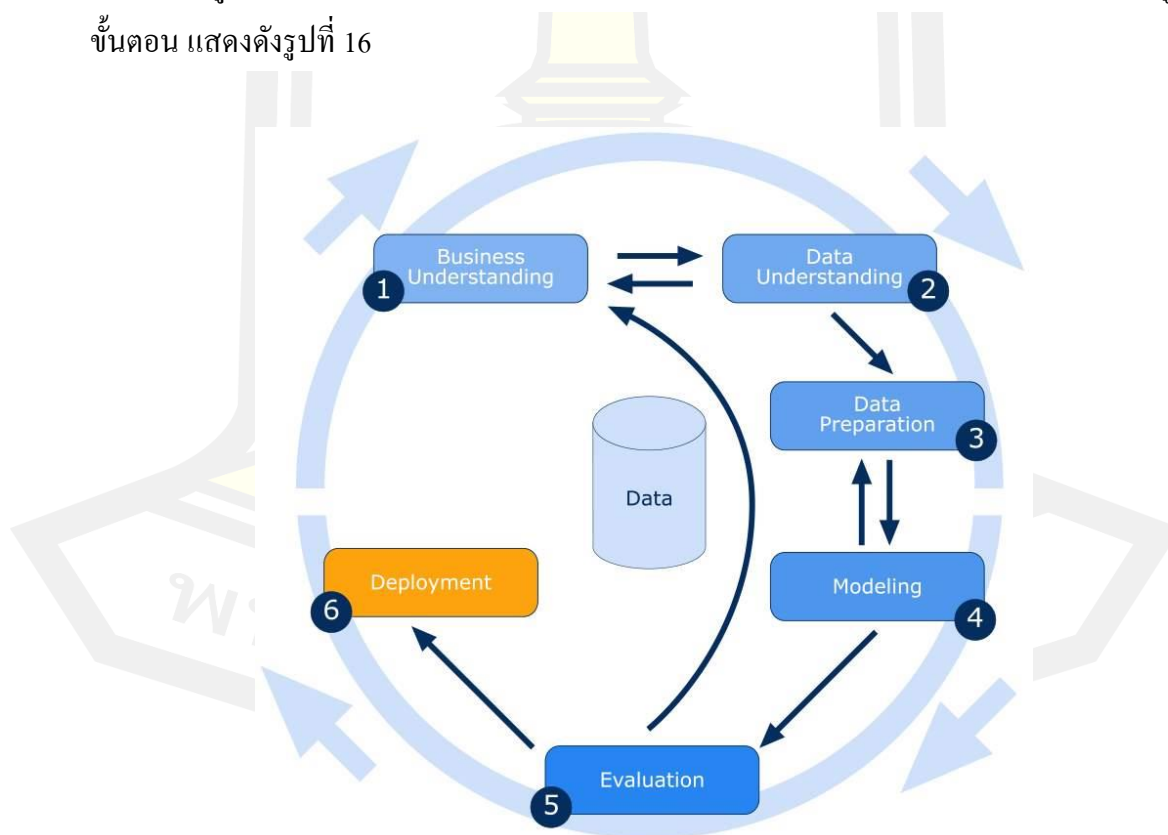 ขั้นตอน แสดงดังรูปที่ 16
Business
Understanding
1
Data
Understanding
2
Data
Preparation
3
Data
Deployment
6
Modeling
4
Evaluation
5